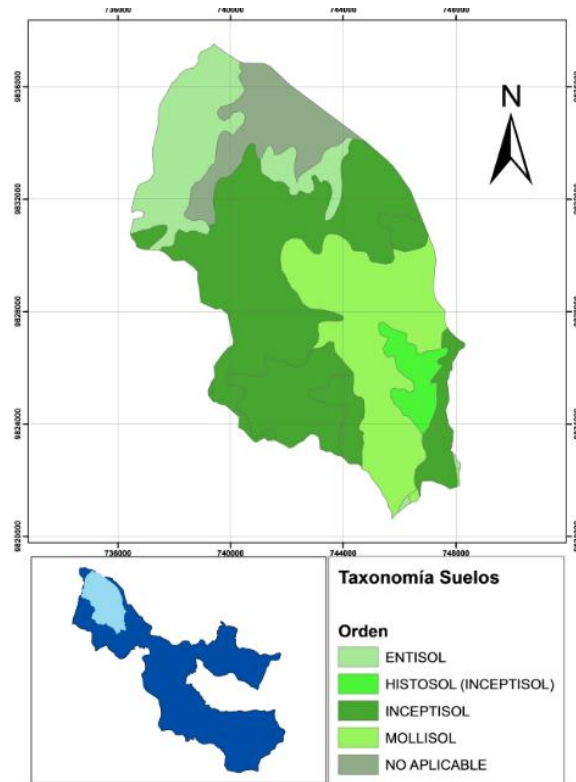 736000 740000 744000 748000
9836000
N
9832000
9828000
9824000
9820000
736000 740000 744000 748000
Taxonomía Suelos
Orden
ENTISOL
HISTOSOL (INCEPTISOL)
INCEPTISOL
MOLLISOL
NO APLICABLE